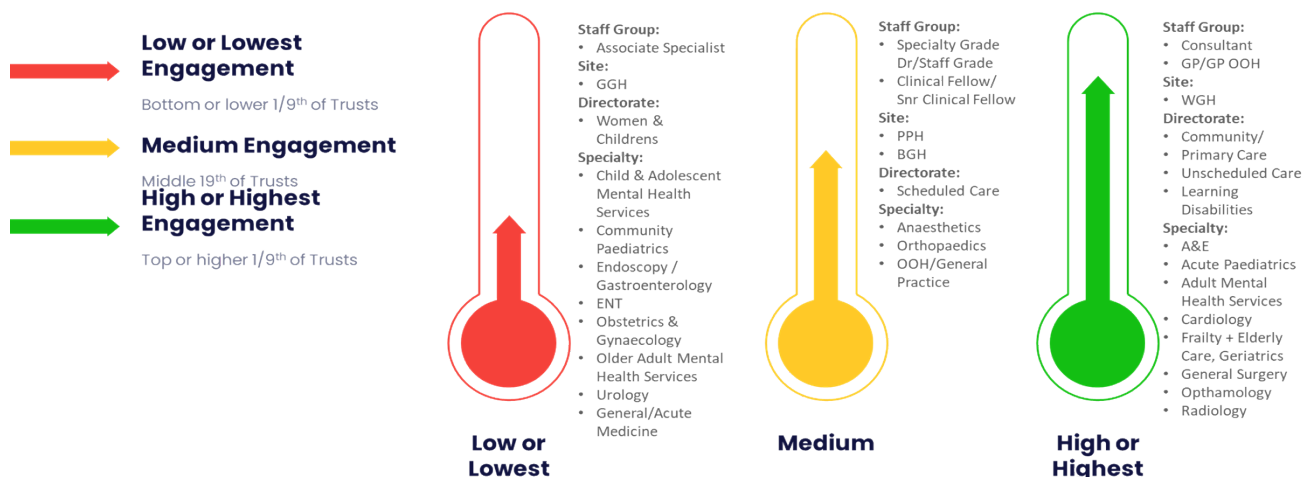 Low or Lowest
Engagement
Bottom or lower 1/9th of Trusts
Medium Engagement
Middle 19th of Trusts
High or Highest
Engagement
Top or higher 1/9th of Trusts
Staff Group:
• Associate Specialist
Site:
• GGH
Directorate:
• Women &
Childrens
Specialty:
• Child & Adolescent
Mental Health
Services
• Community
Paediatrics
• Endoscopy /
Gastroenterology
• ENT
• Obstetrics &
Gynaecology
• Older Adult Mental
Health Services
• Urology
• General/Acute
Medicine
Low or
Lowest
Staff Group:
• Specialty Grade
Dr/Staff Grade
• Clinical Fellow/
Snr Clinical Fellow
Site:
• PPH
• BGH
Directorate:
• Scheduled Care
Specialty:
• Anaesthetics
• Orthopaedics
• OOH/General
Practice
Medium
Staff Group:
• Consultant
• GP/GP OOH
Site:
• WGH
Directorate:
• Community/
• Primary Care
• Unscheduled Care
• Learning
Disabilities
Specialty:
• A&E
• Acute Paediatrics
• Adult Mental
Health Services
• Cardiology
• Frailty + Elderly
Care, Geriatrics
• General Surgery
• Opthamology
• Radiology
High or
Highest